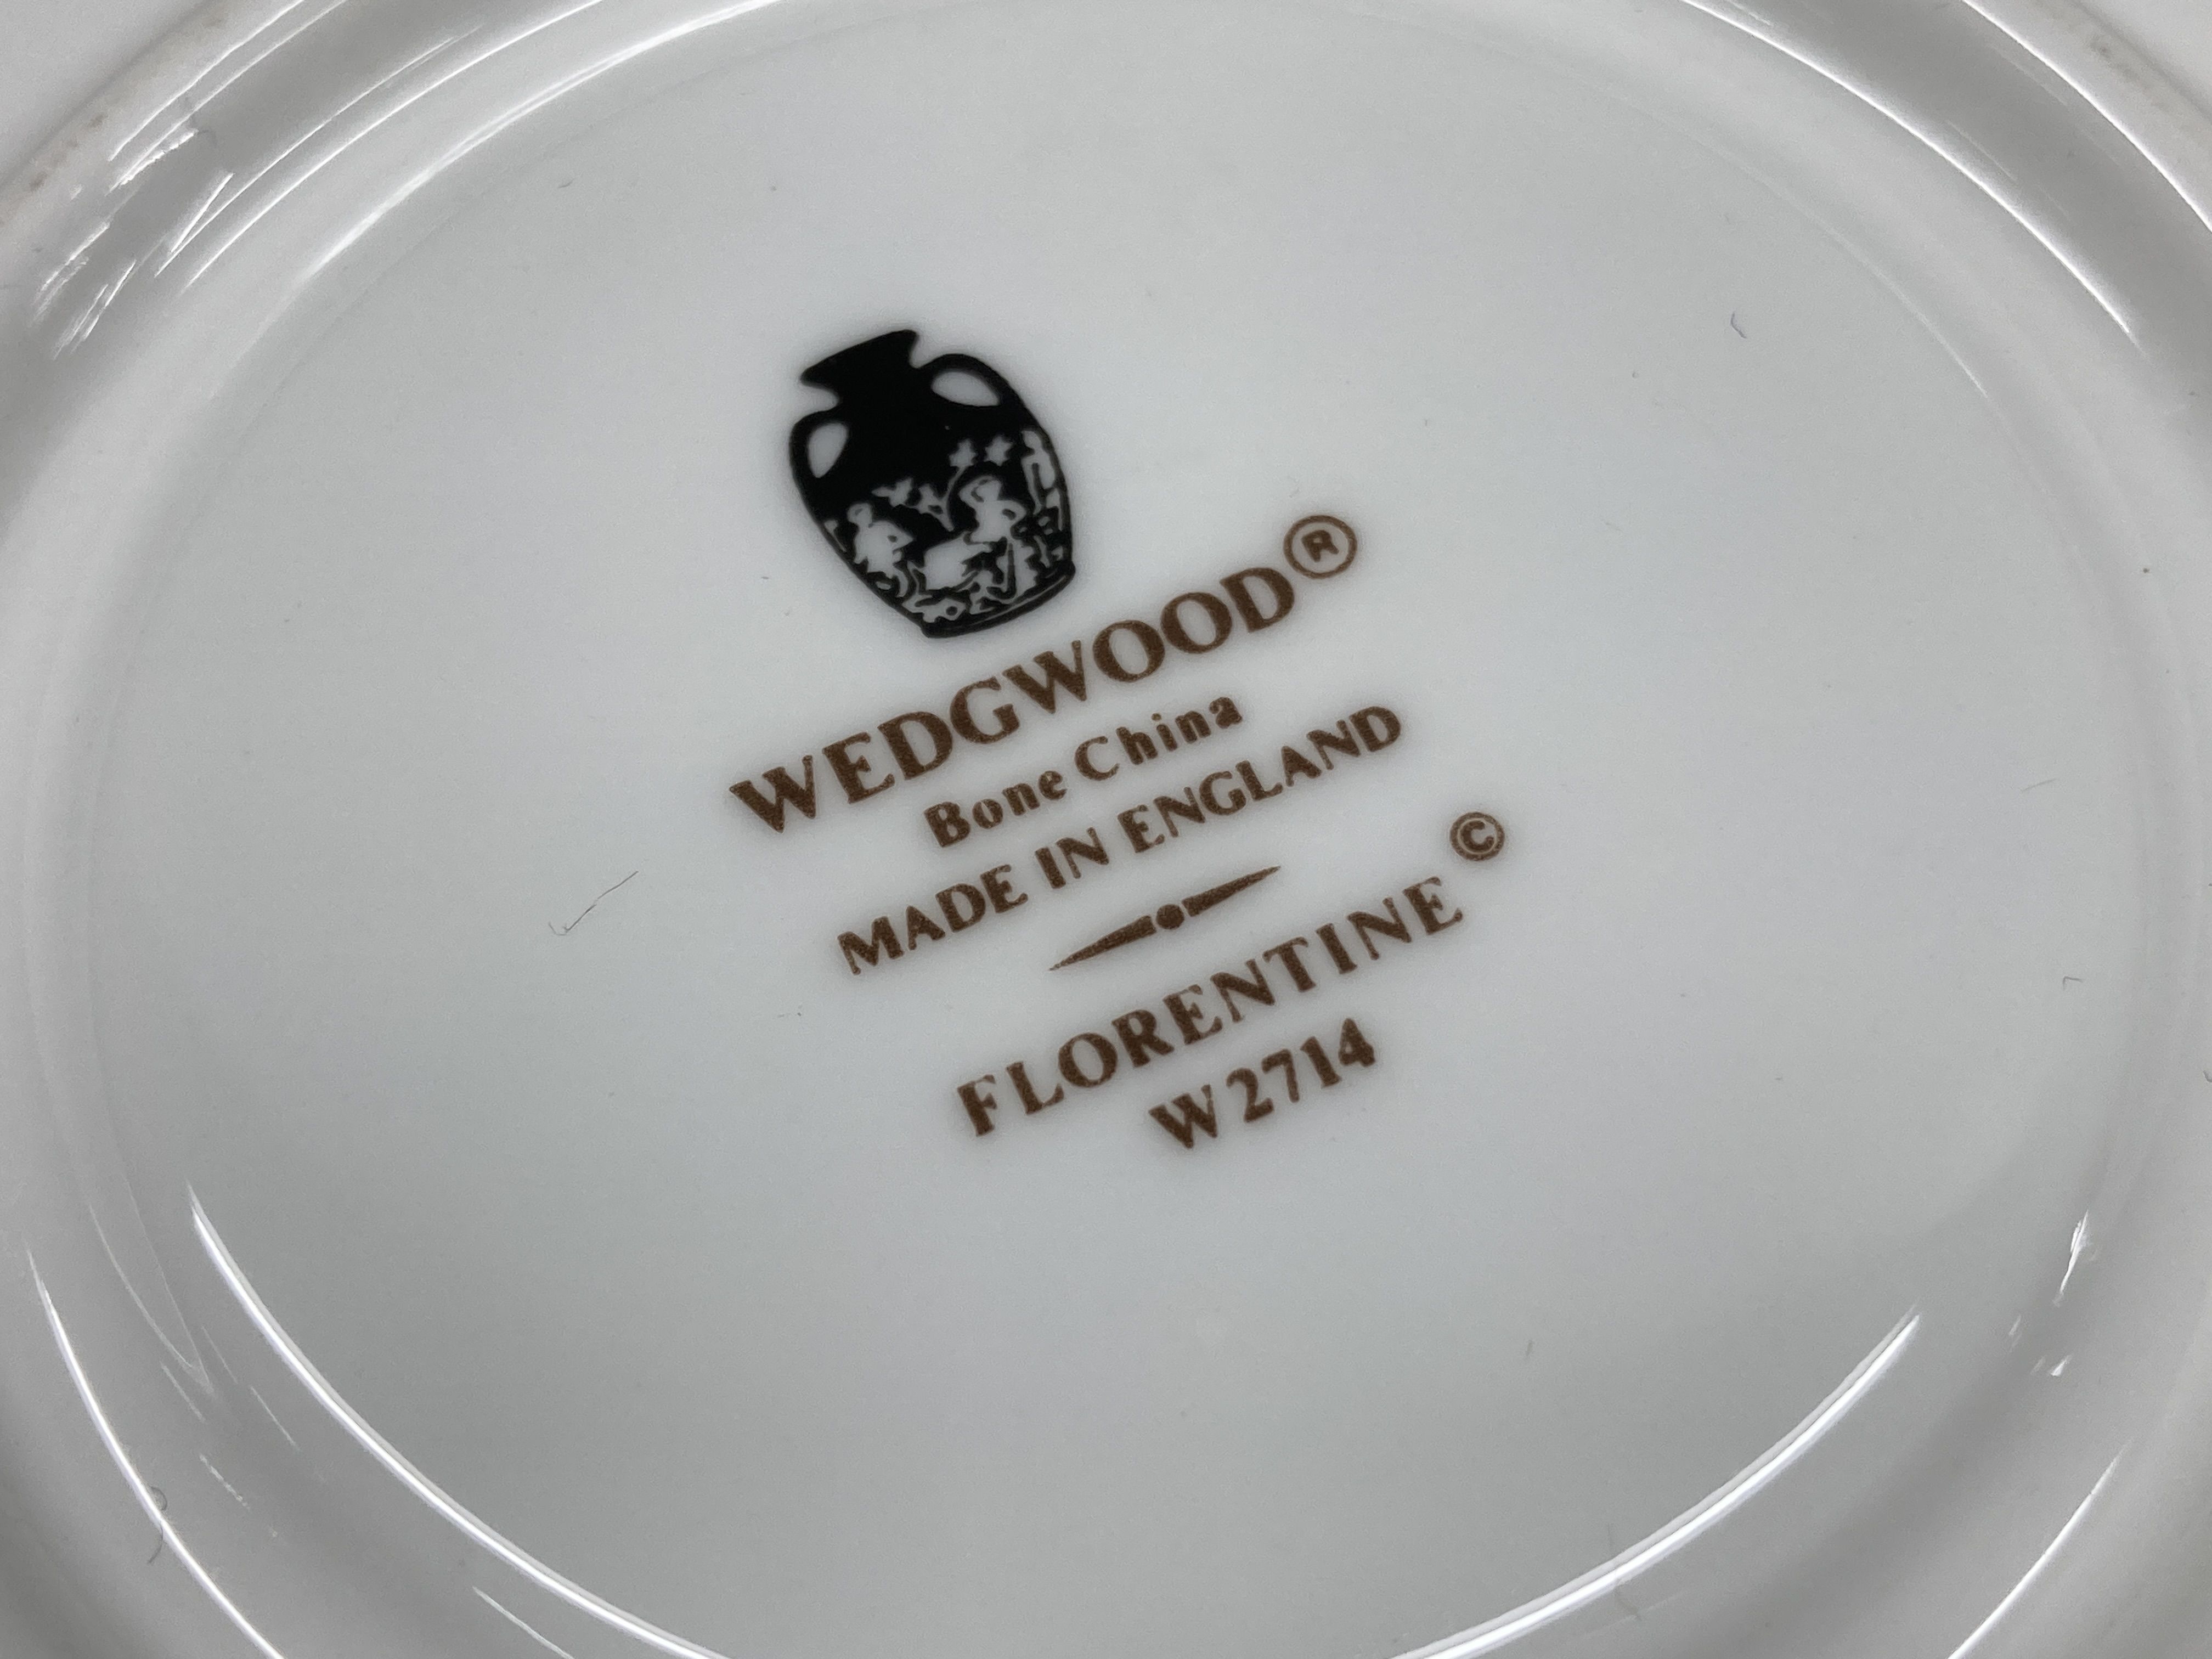 WEDGWOOD®
Bone China
MADE IN ENGLAND
FLORENTINE ©
W2714